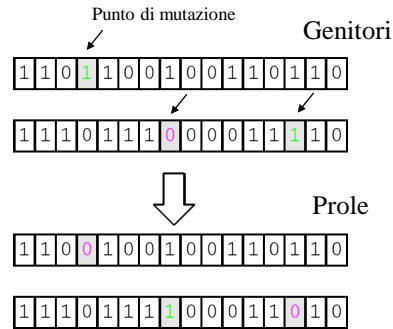 Punto di mutazione
Genitori
1 1 0 1 1 0 0 1 0 0 1 1 0 1 1 0
1 1 1 0 1 1 1 0 0 0 0 1 1 1 1 0
Prole
1 1 0 0 1 0 0 1 0 0 1 1 0 1 1 0
1 1 1 0 1 1 1 1 0 0 0 1 1 0 1 0